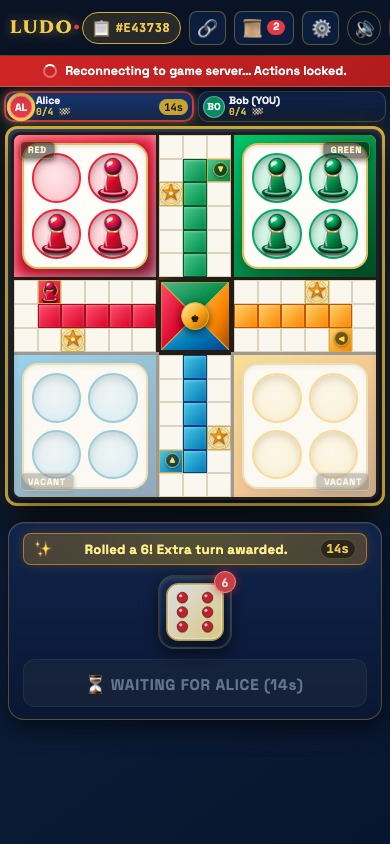 LUDO
#E43738
2
Reconnecting to game server... Actions locked.
AL Alice 0/4 14s
BO Bob (YOU) 0/4
RED
GREEN
VACANT
VACANT
Rolled a 6! Extra turn awarded. 14s
6
WAITING FOR ALICE (14s)